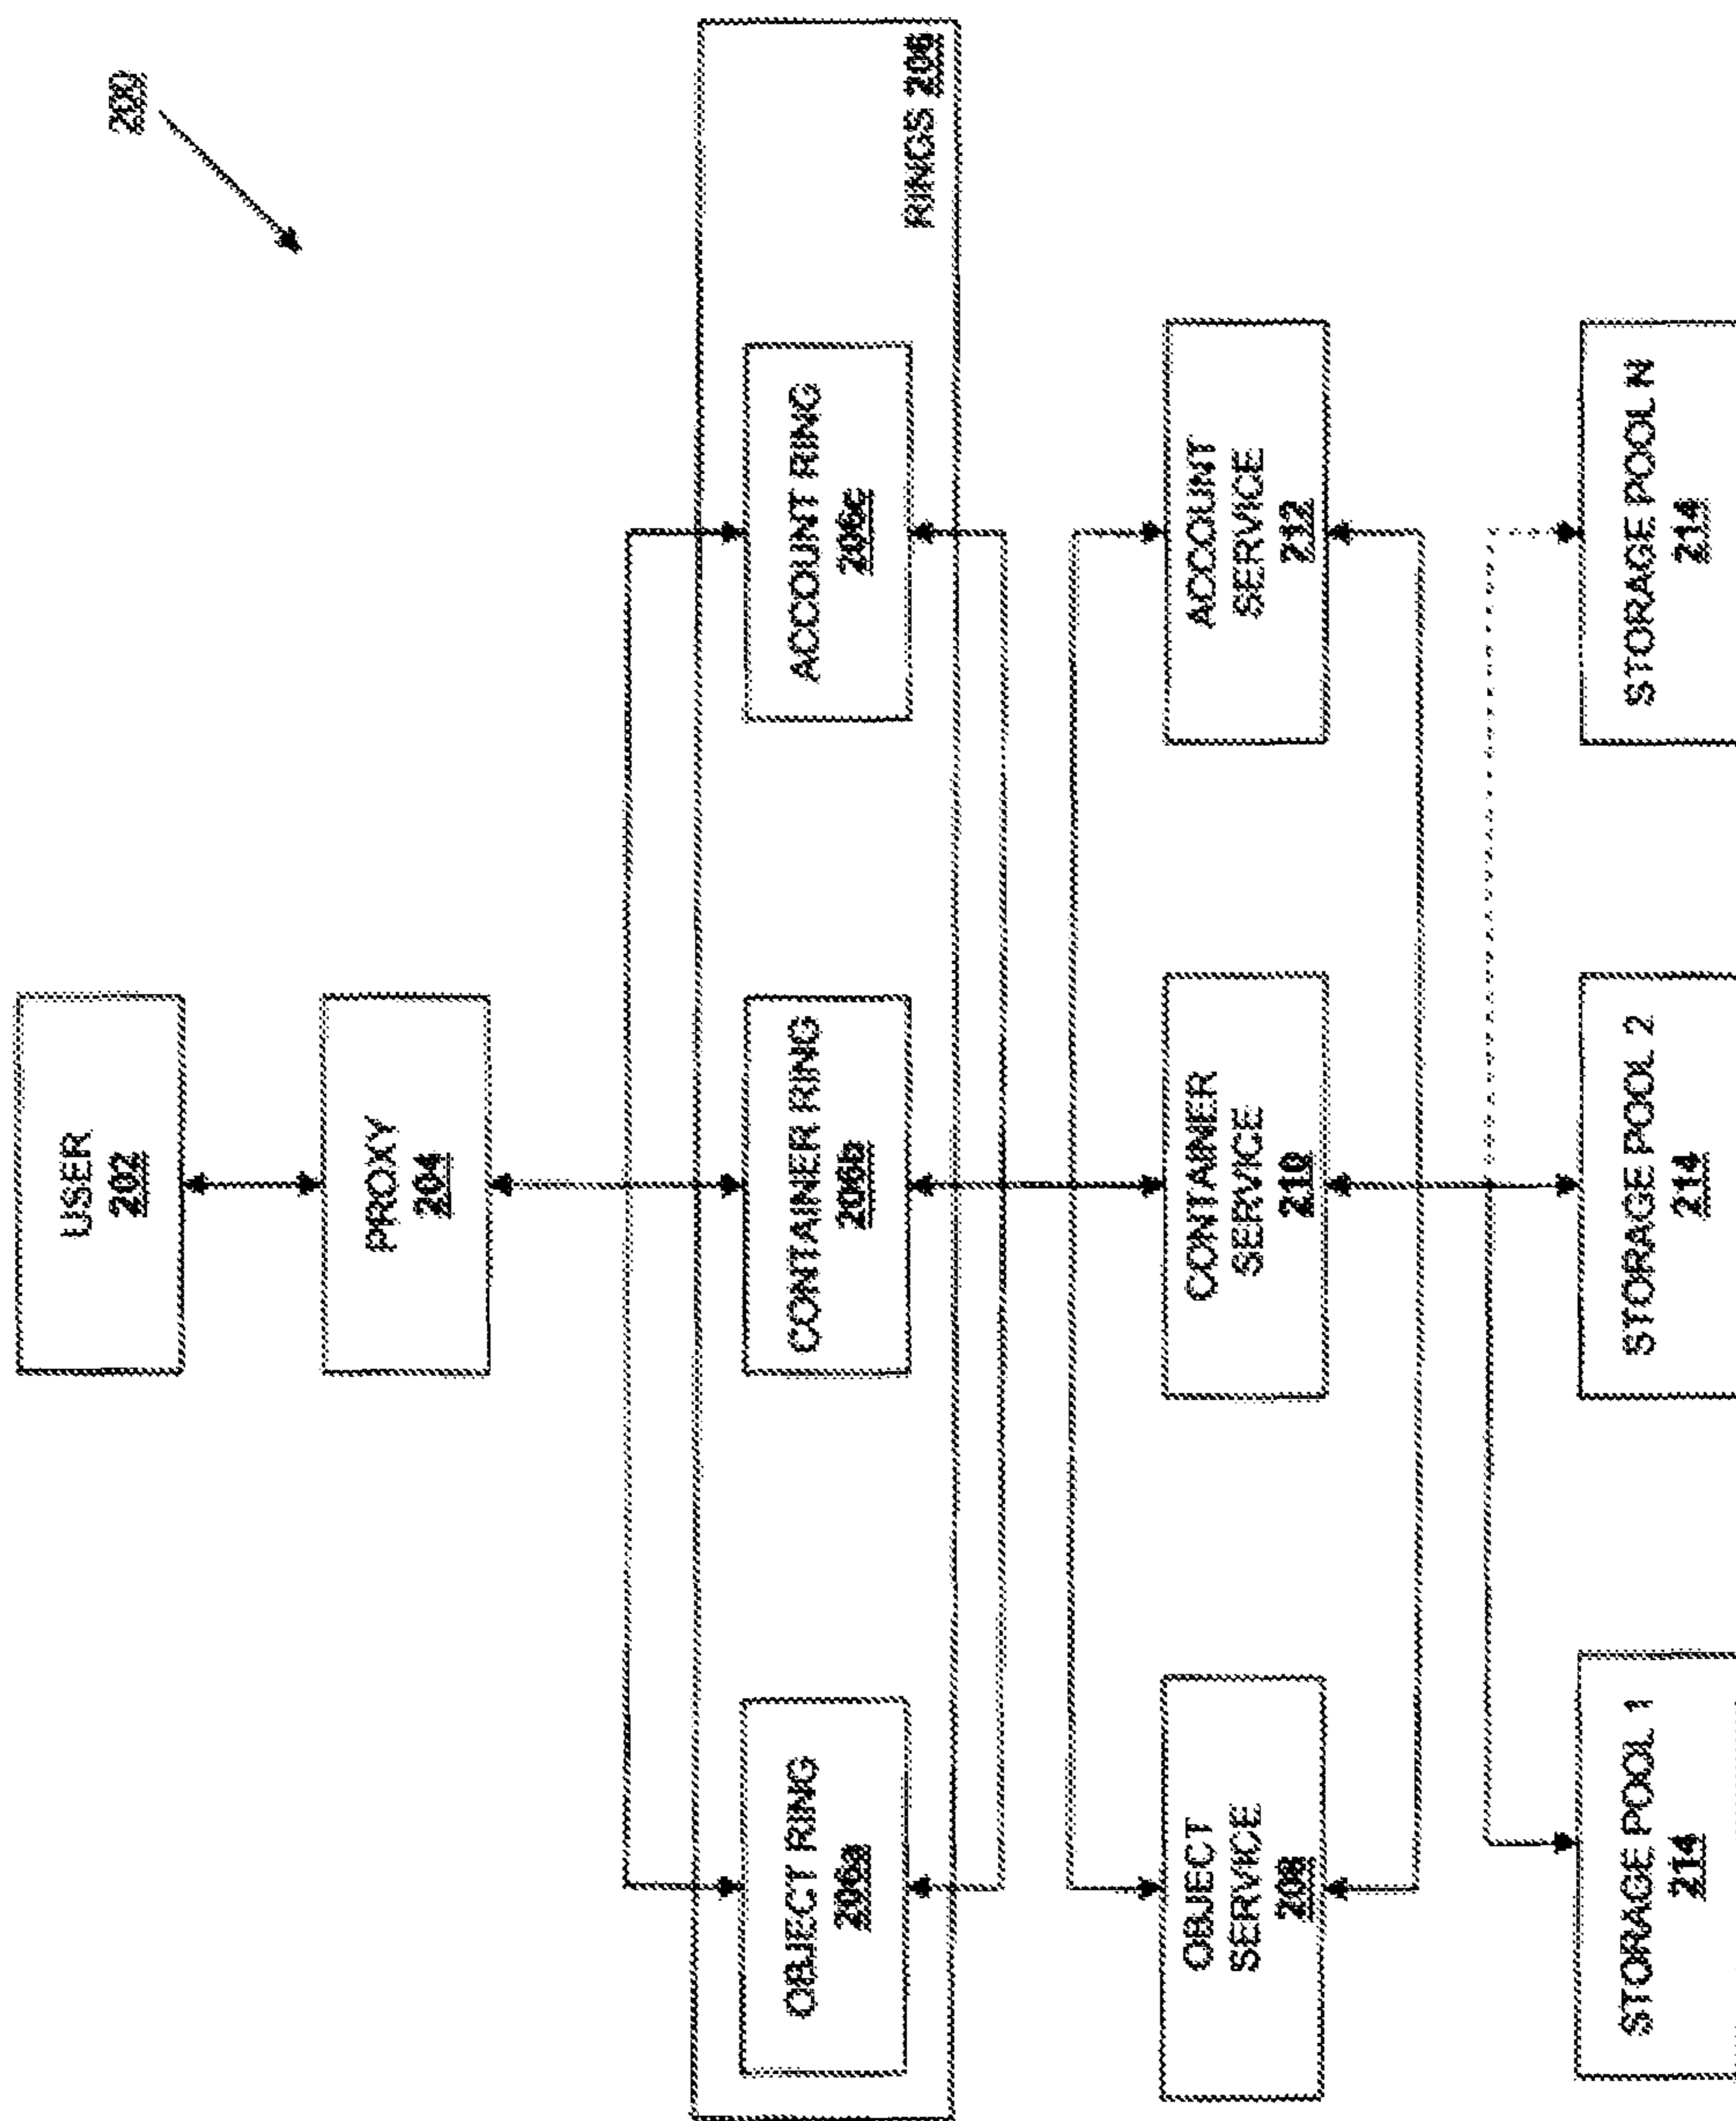 USER
202
200
PROXY
204
OBJECT RING
206a
CONTAINER RING
206b
ACCOUNT RING
206c
RINGS 206
OBJECT
SERVICE
208
CONTAINER
SERVICE
210
ACCOUNT
SERVICE
212
STORAGE POOL 1
214
STORAGE POOL 2
214
STORAGE POOL N
214